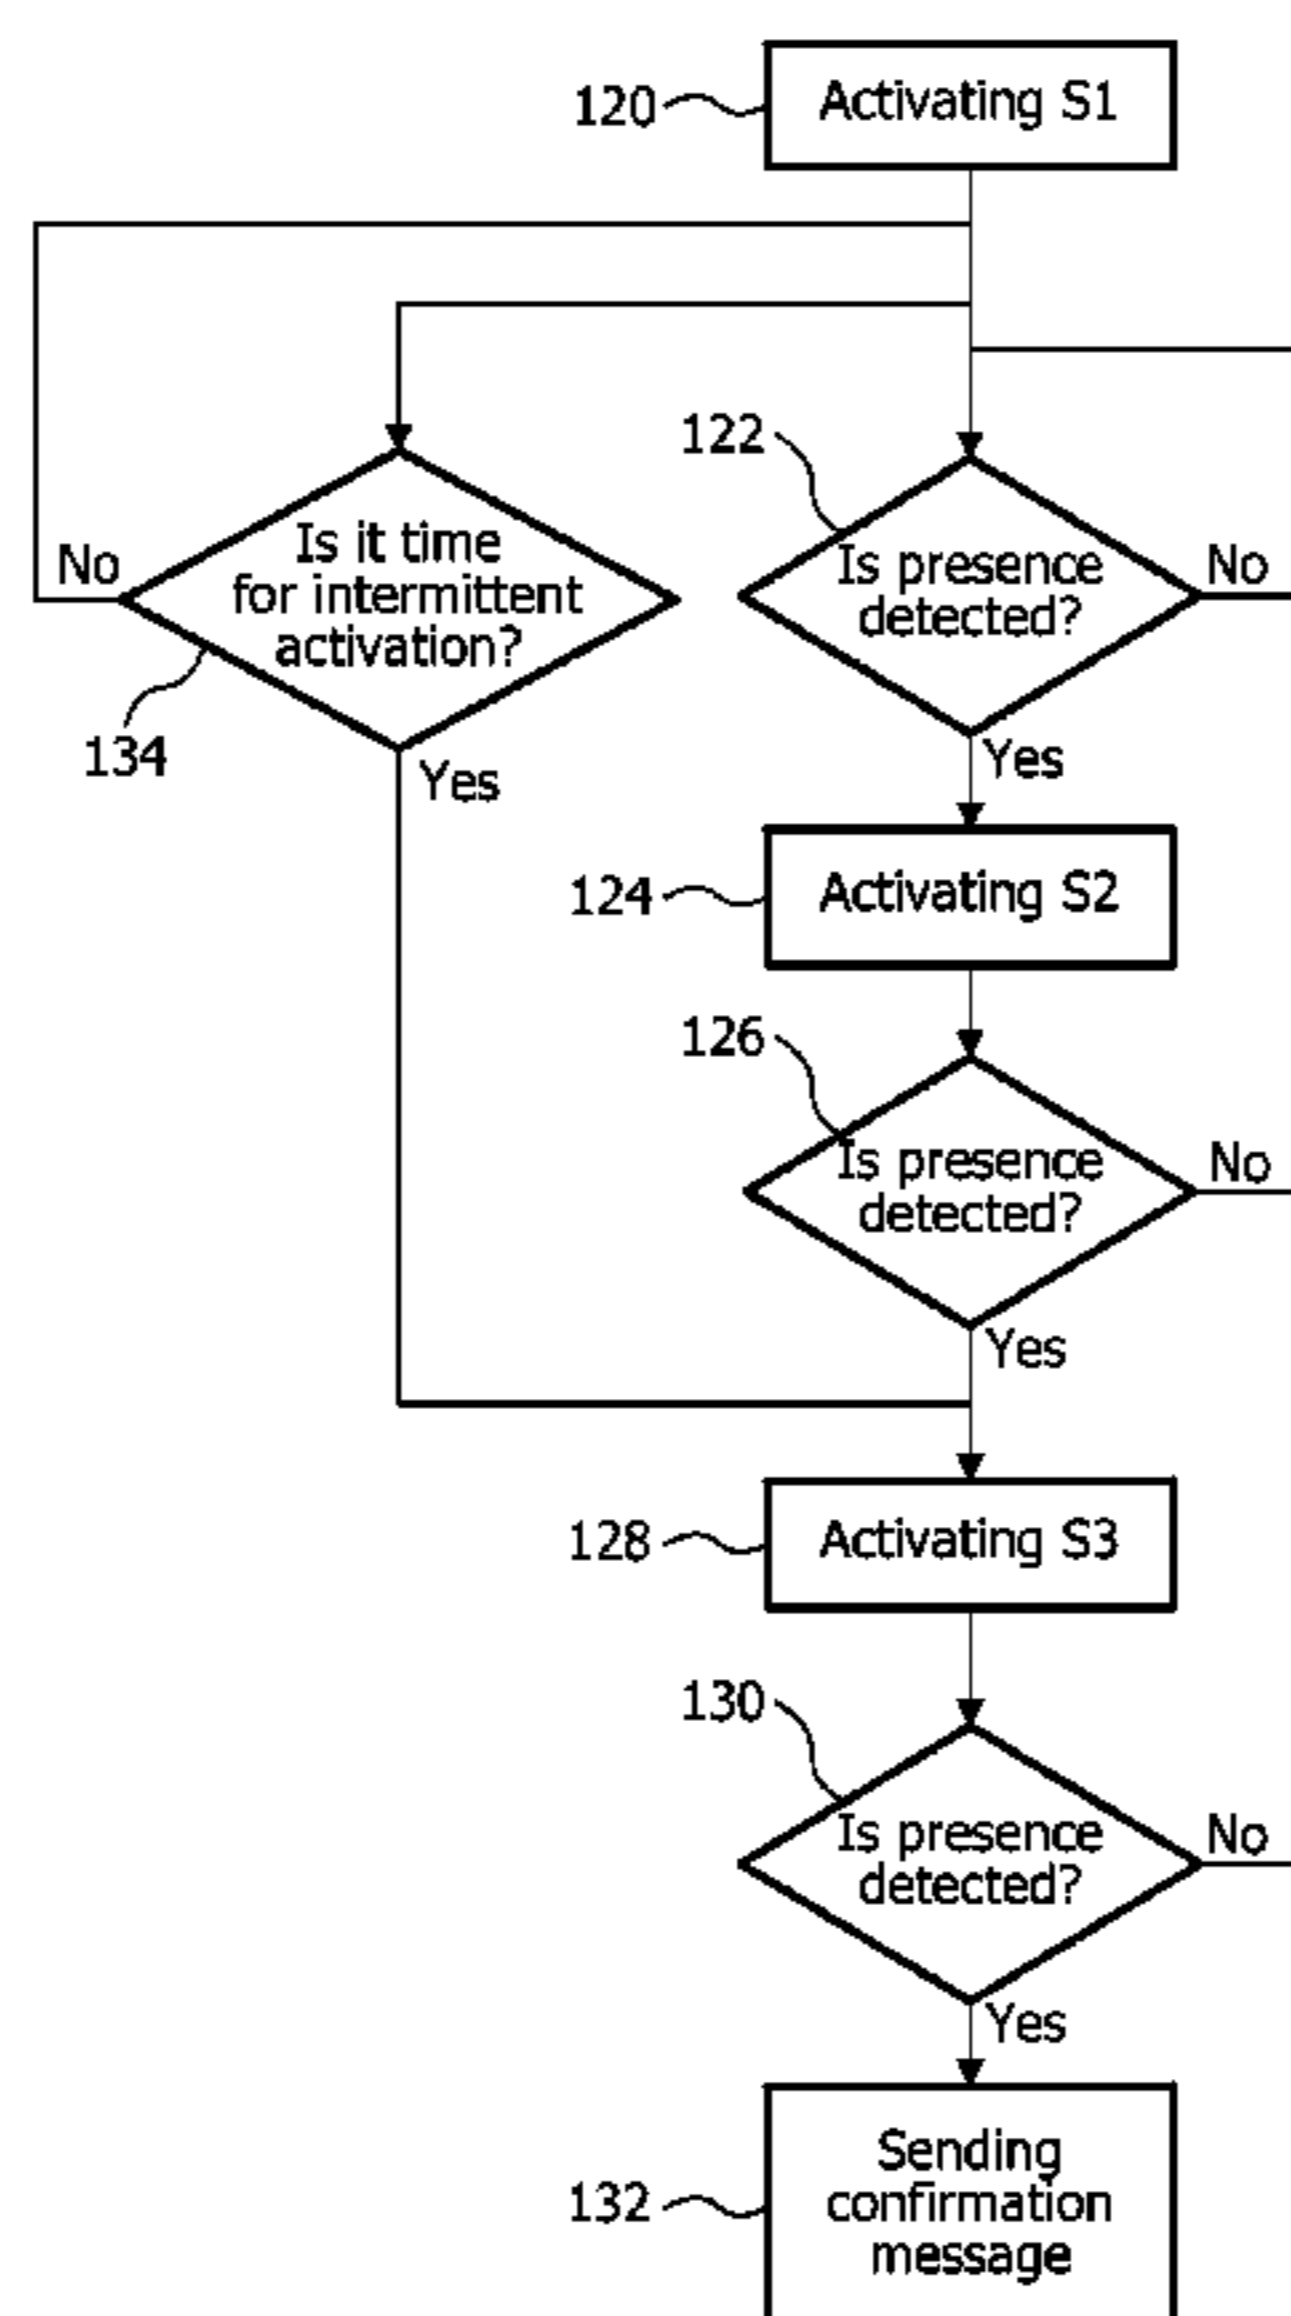 120
Activating S1
122
Is it time
for intermittent
activation?
No
134
Yes
Is presence
detected?
No
Yes
124
Activating S2
126
Is presence
detected?
No
Yes
128
Activating S3
130
Is presence
detected?
No
Yes
132
Sending
confirmation
message